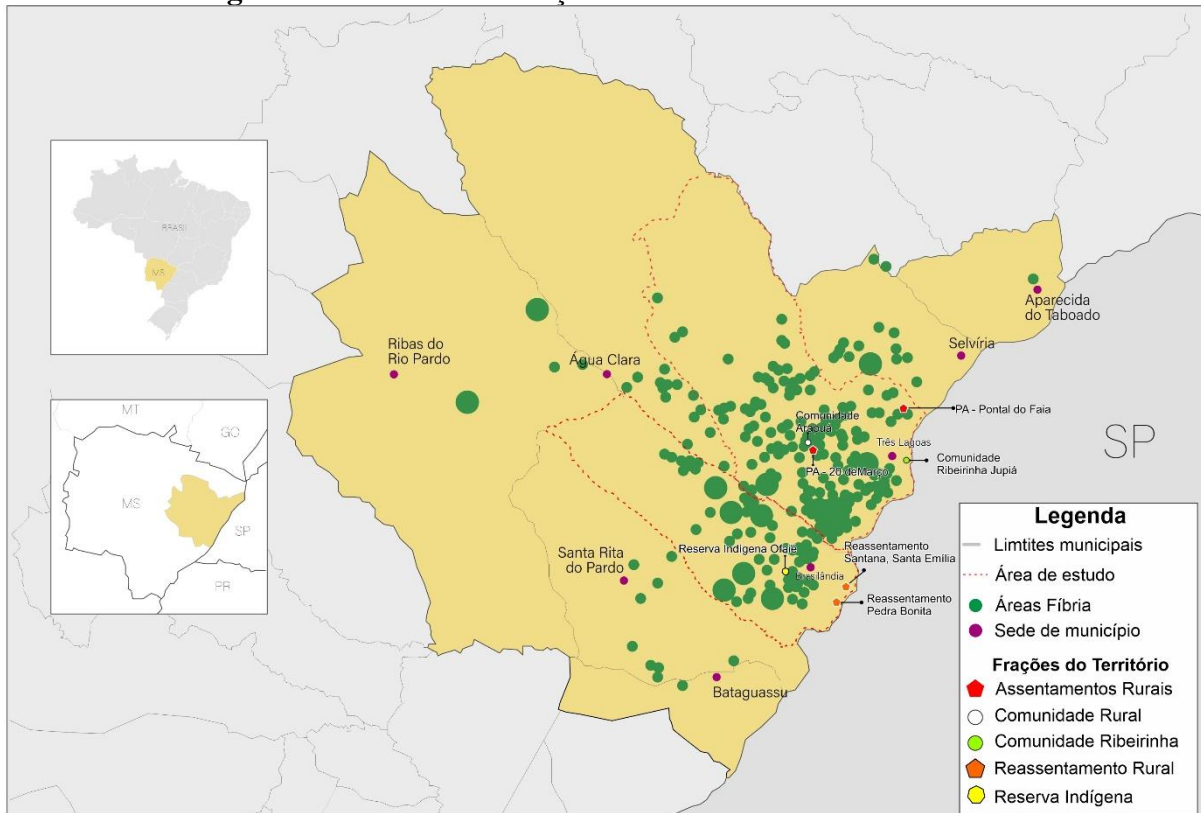 BRASIL
MS
MT
GO
MS
SP
PR
Ribas do
Rio Pardo
Água Clara
Aparecida
do Taboado
Selvíria
PA - Pontal do Faia
Comunidade
Arapuá
Três Lagoas
PA - 20 deMarço
Comunidade
Ribeirinha Jupiá
SP
Reserva Indígena Ofaié
Brasilândia
Reassentamento
Santana, Santa Emília
Reassentamento
Pedra Bonita
Santa Rita
do Pardo
Bataguassu
Legenda
Limtites municipais
Área de estudo
Áreas Fíbria
Sede de município
Frações do Território
Assentamentos Rurais
Comunidade Rural
Comunidade Ribeirinha
Reassentamento Rural
Reserva Indígena